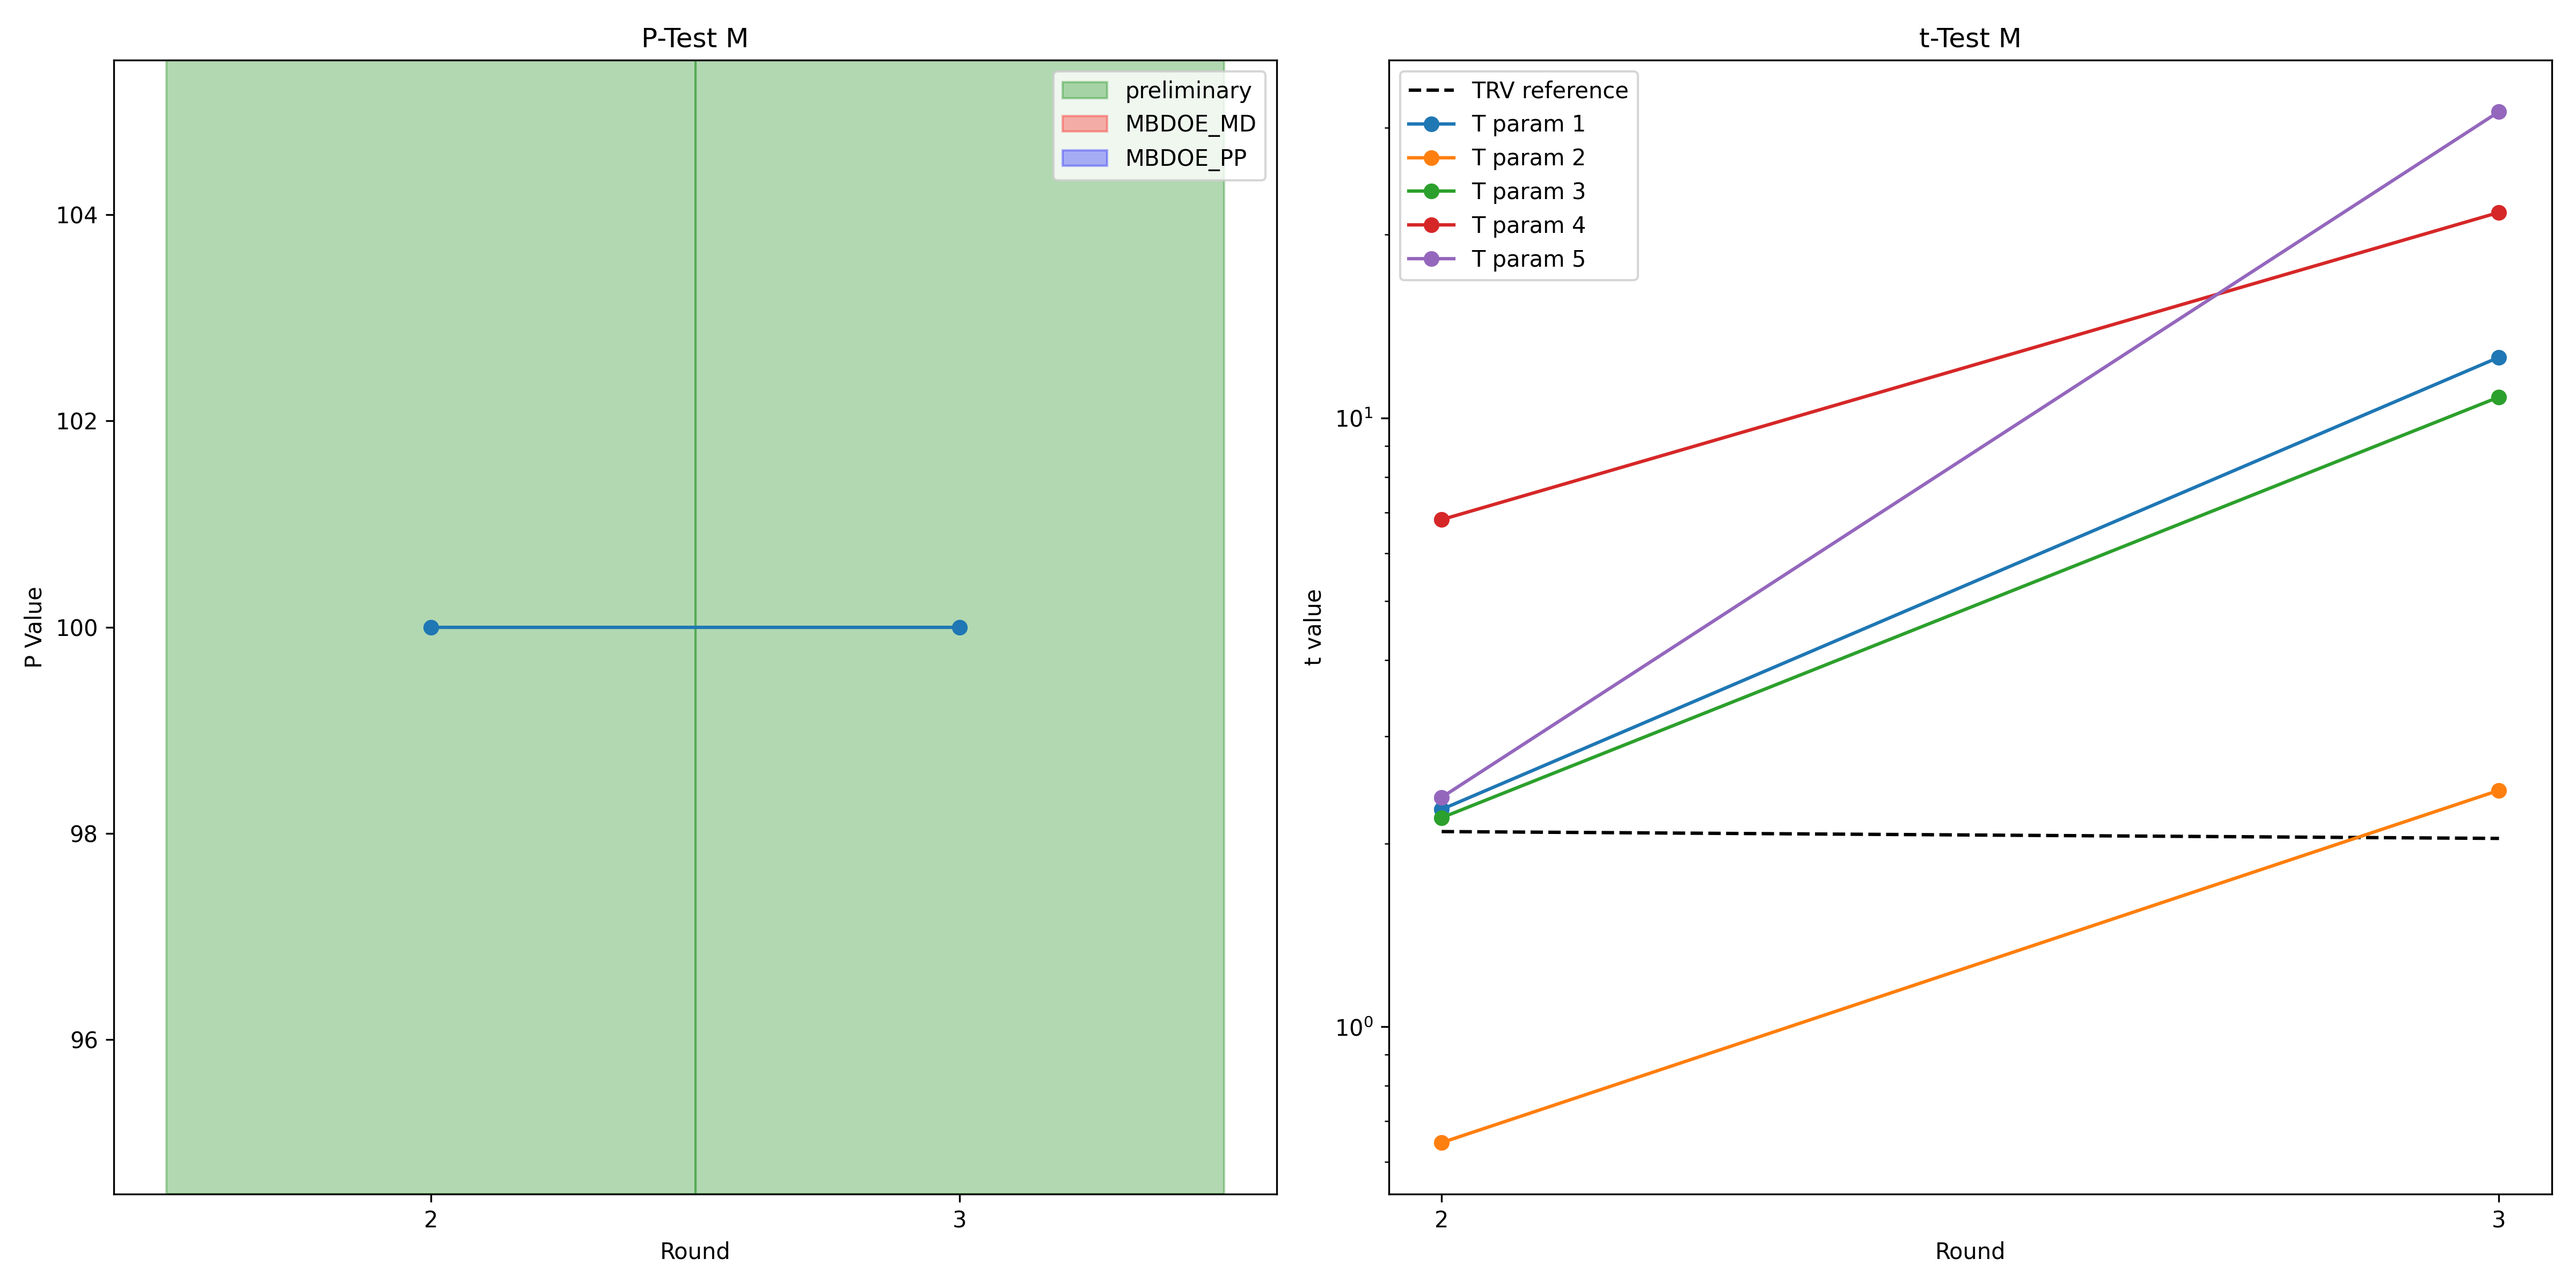 P-Test M
preliminary
MBDOE_MD
MBDOE_PP
104
102
100
98
96
P Value
2
3
Round
t-Test M
TRV reference
T param 1
T param 2
T param 3
T param 4
T param 5
10¹
10⁰
t value
2
3
Round